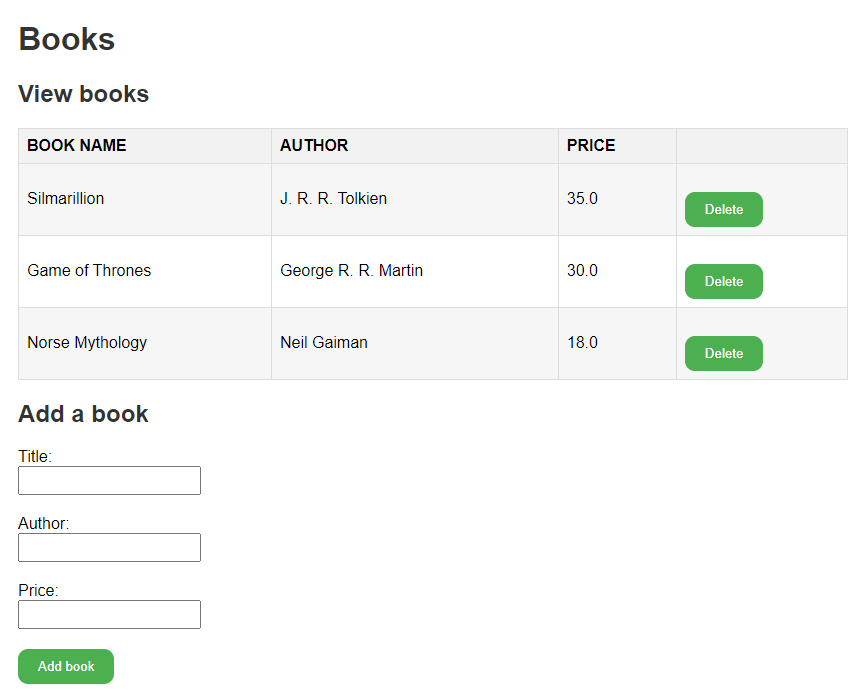 Books
View books
BOOK NAME AUTHOR PRICE
Silmarillion J. R. R. Tolkien 35.0 Delete
Game of Thrones George R. R. Martin 30.0 Delete
Norse Mythology Neil Gaiman 18.0 Delete
Add a book
Title:
Author:
Price:
Add book